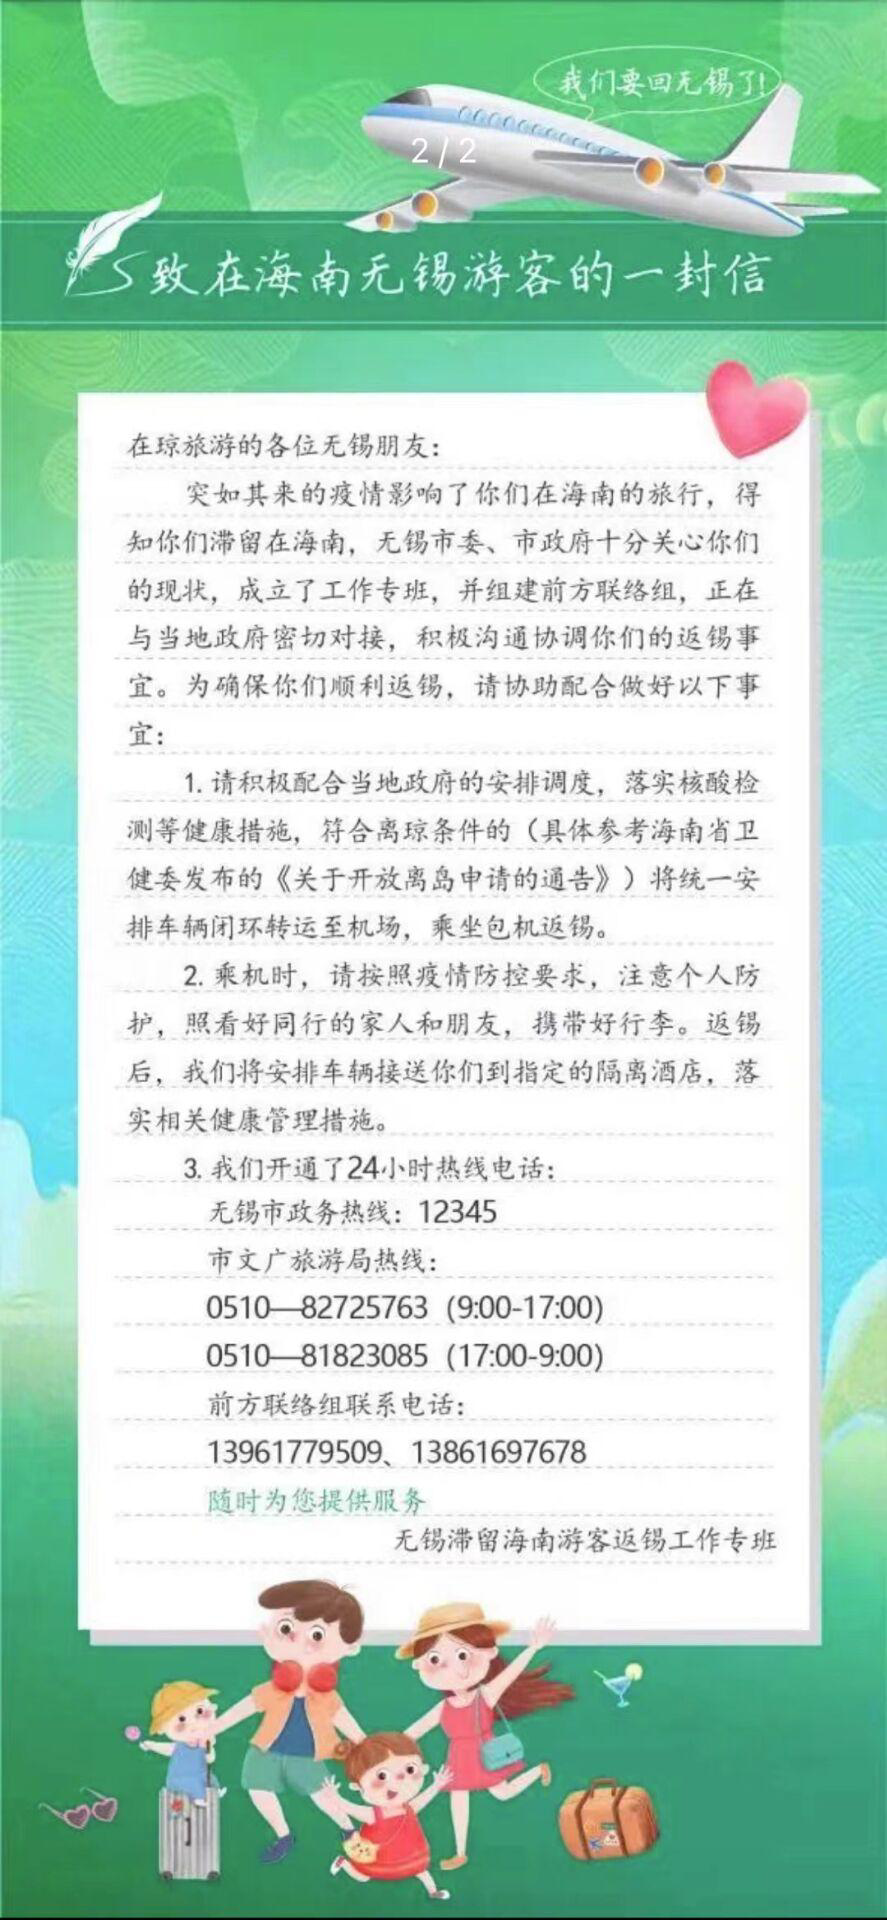 我们要回无锡了!
2/2
致在海南无锡游客的一封信
在琼旅游的各位无锡朋友：
突如其来的疫情影响了你们在海南的旅行，得
知你们滞留在海南，无锡市委、市政府十分关心你们
的现状，成立了工作专班，并组建前方联络组，正在
与当地政府密切对接，积极沟通协调你们的返锡事
宜。为确保你们顺利返锡，请协助配合做好以下事
宜：
1.请积极配合当地政府的安排调度，落实核酸检
测等健康措施，符合离琼条件的（具体参考海南省卫
健委发布的《关于开放离岛申请的通告》）将统一安
排车辆闭环转运至机场，乘坐包机返锡。
2.乘机时，请按照疫情防控要求，注意个人防
护，照看好同行的家人和朋友，携带好行李。返锡
后，我们将安排车辆接送你们到指定的隔离酒店，落
实相关健康管理措施。
3.我们开通了24小时热线电话：
无锡市政务热线：12345
市文广旅游局热线：
0510—82725763（9:00-17:00）
0510—81823085（17:00-9:00）
前方联络组联系电话：
13961779509、13861697678
随时为您提供服务
无锡滞留海南游客返锡工作专班